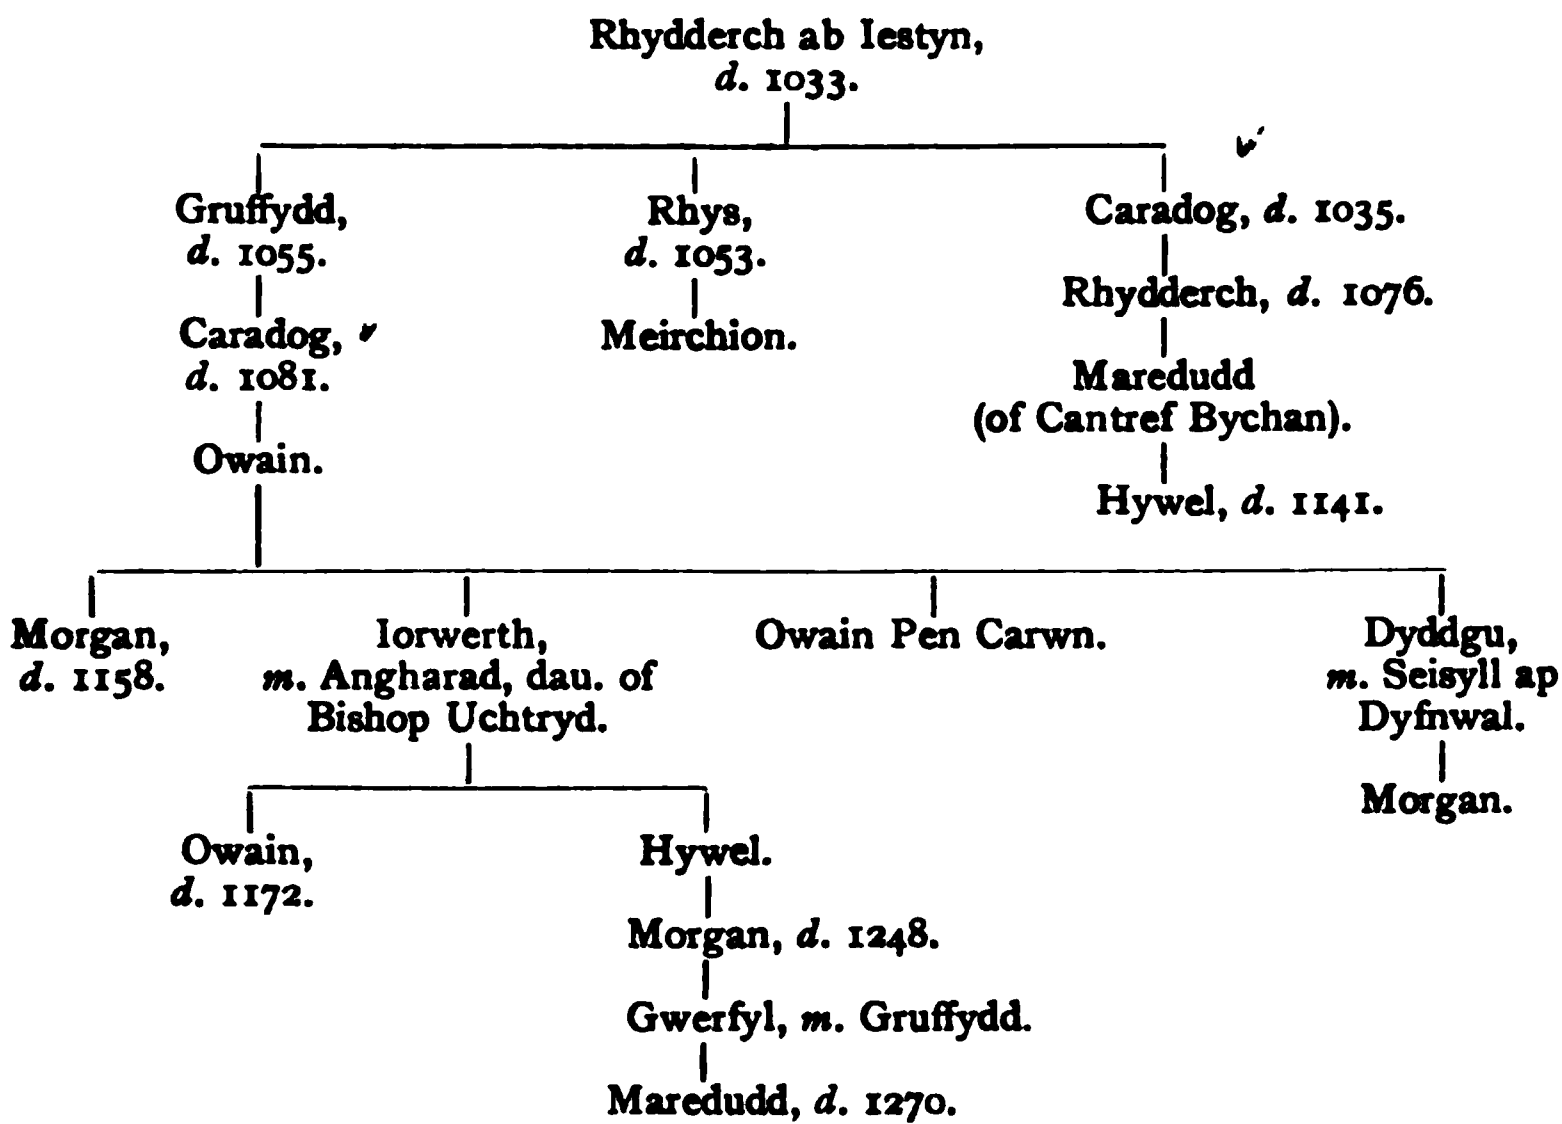 Rhydderch ab Iestyn,
d. 1033.
Gruffydd,
d. 1055.
Rhys,
d. 1053.
Caradog, d. 1035.
Rhydderch, d. 1076.
Caradog,
d. 1081.
Meirchion.
Maredudd
(of Cantref Bychan).
Owain.
Hywel, d. 1141.
Morgan,
d. 1158.
Iorwerth,
m. Angharad, dau. of
Bishop Uchtryd.
Owain Pen Carwn.
Dyddgu,
m. Seisyll ap
Dyfnwal.
Morgan.
Owain,
d. 1172.
Hywel.
Morgan, d. 1248.
Gwerfyl, m. Gruffydd.
Maredudd, d. 1270.